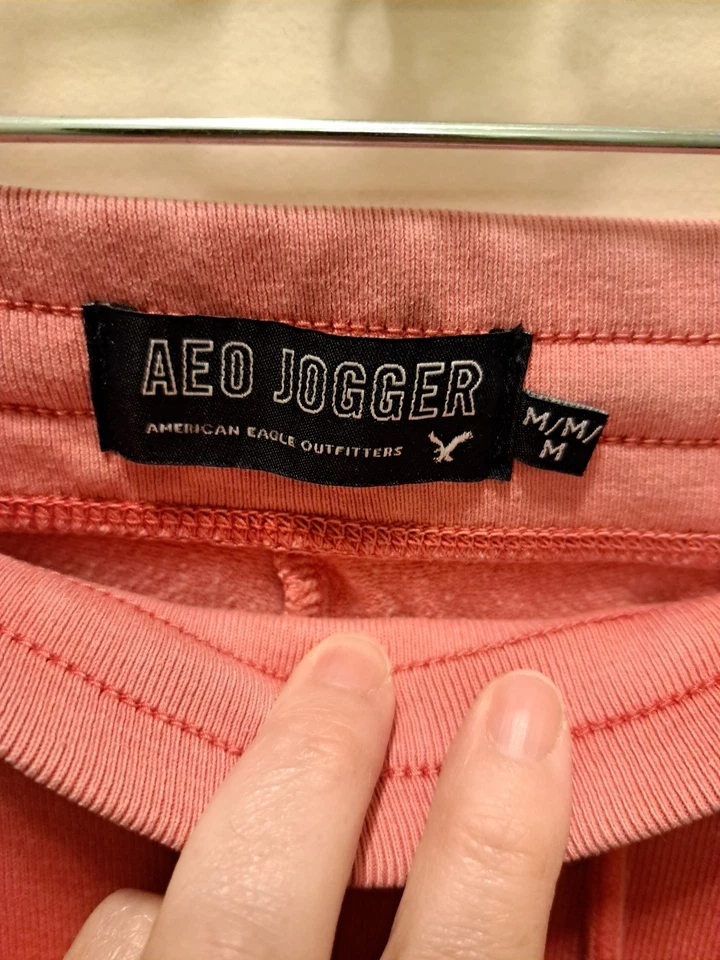 AEO JOGGER
AMERICAN EAGLE OUTFITTERS
M/M/
M